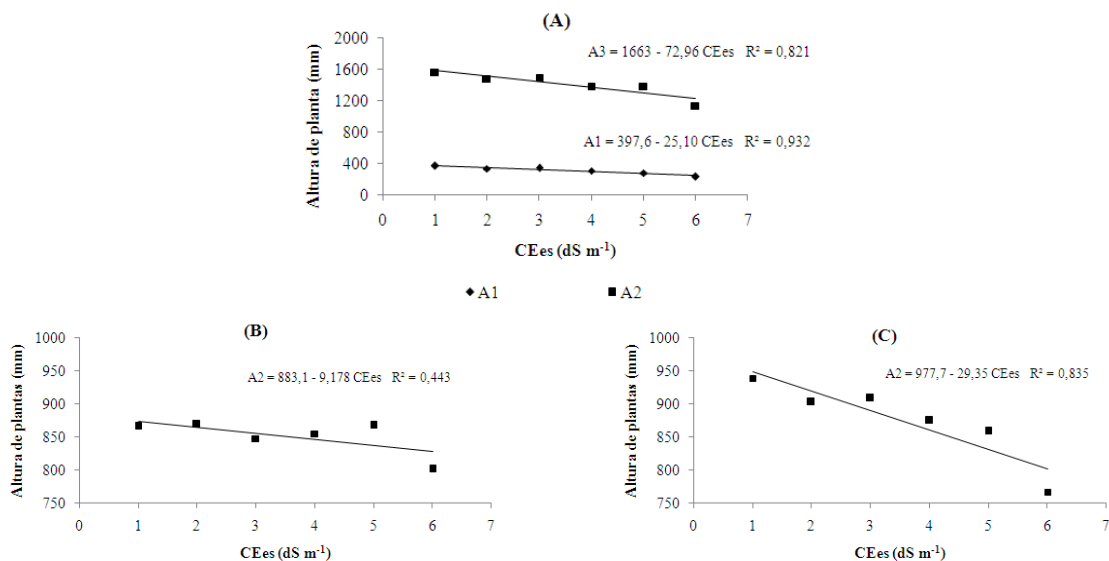 (A)
Altura de planta (mm)
2000
1600
1200
800
400
0
A3 = 1663 - 72,96 CEes R² = 0,821
A1 = 397,6 - 25,10 CEes R² = 0,932
0 1 2 3 4 5 6 7
CEes (dS m⁻¹)
A1 A2
(B)
Altura de plantas (mm)
1000
950
900
850
800
750
A2 = 883,1 - 9,178 CEes R² = 0,443
0 1 2 3 4 5 6 7
CEes (dS m⁻¹)
(C)
Altura de plantas (mm)
1000
950
900
850
800
750
A2 = 977,7 - 29,35 CEes R² = 0,835
0 1 2 3 4 5 6 7
CEes (dS m⁻¹)